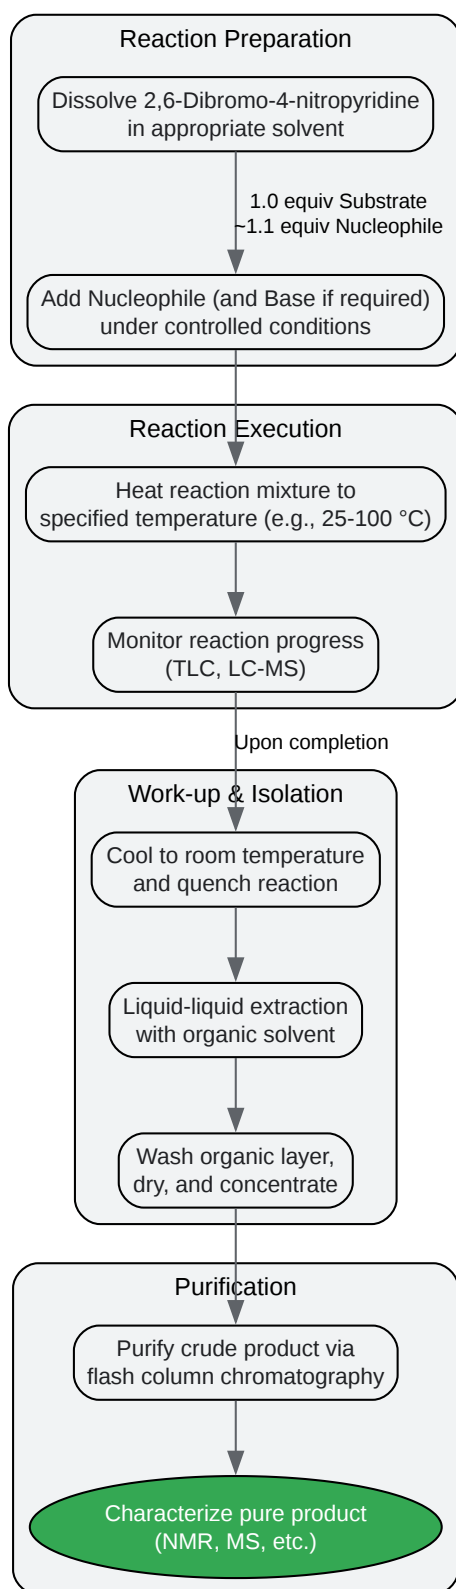 Reaction Preparation
Dissolve 2,6-Dibromo-4-nitropyridine
in appropriate solvent
1.0 equiv Substrate
~1.1 equiv Nucleophile
Add Nucleophile (and Base if required)
under controlled conditions
Reaction Execution
Heat reaction mixture to
specified temperature (e.g., 25-100 °C)
Monitor reaction progress
(TLC, LC-MS)
Upon completion
Work-up & Isolation
Cool to room temperature
and quench reaction
Liquid-liquid extraction
with organic solvent
Wash organic layer,
dry, and concentrate
Purification
Purify crude product via
flash column chromatography
Characterize pure product
(NMR, MS, etc.)